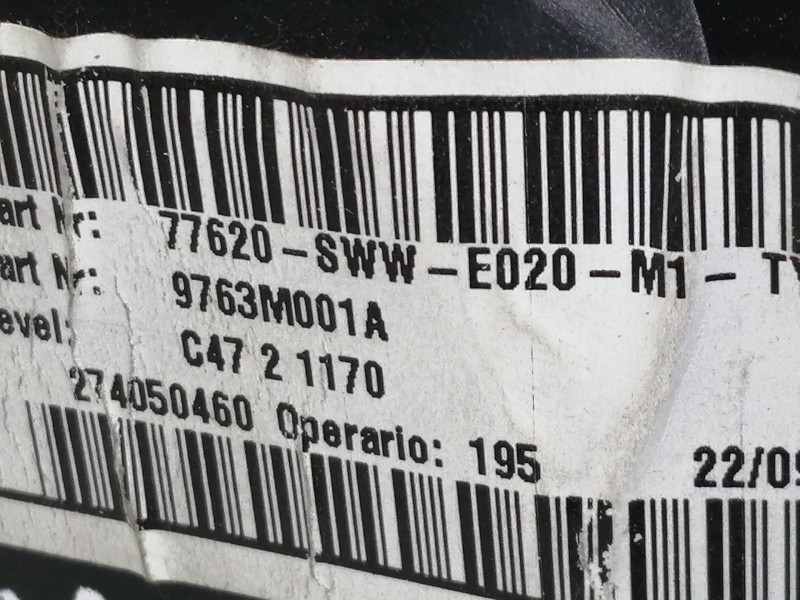 art Nr: 77620-SWW-E020-M1-TY
art Nr: 9763M001A
evel: C47 2 1170
274050460 Operario: 195 22/09